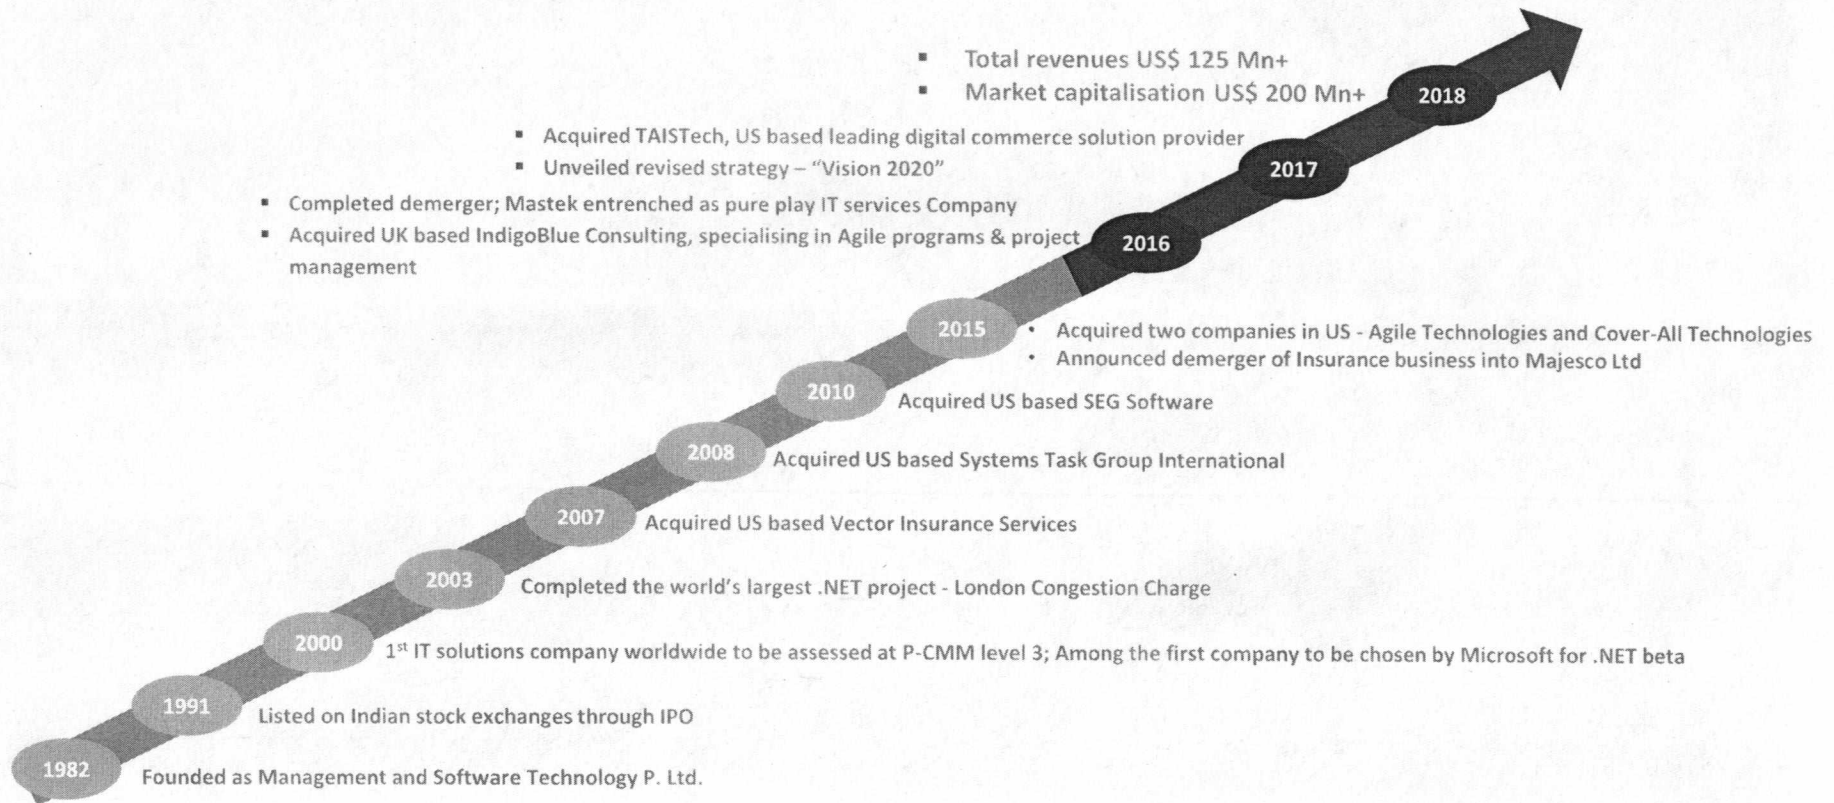 ▪ Total revenues US$ 125 Mn+
▪ Market capitalisation US$ 200 Mn+
2018
▪ Acquired TAISTech, US based leading digital commerce solution provider
▪ Unveiled revised strategy – “Vision 2020”
2017
▪ Completed demerger; Mastek entrenched as pure play IT services Company
▪ Acquired UK based IndigoBlue Consulting, specialising in Agile programs & project
management
2016
2015
• Acquired two companies in US - Agile Technologies and Cover-All Technologies
• Announced demerger of Insurance business into Majesco Ltd
2010
Acquired US based SEG Software
2008
Acquired US based Systems Task Group International
2007
Acquired US based Vector Insurance Services
2003
Completed the world’s largest .NET project - London Congestion Charge
2000
1st IT solutions company worldwide to be assessed at P-CMM level 3; Among the first company to be chosen by Microsoft for .NET beta
1991
Listed on Indian stock exchanges through IPO
1982
Founded as Management and Software Technology P. Ltd.